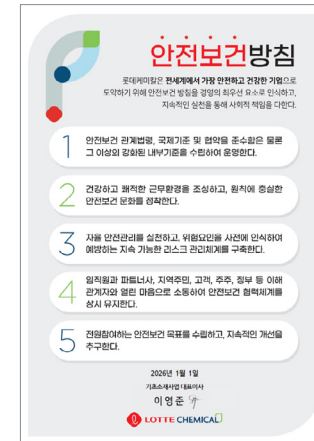 안전보건방침
롯데케미칼은 전세계에서 가장 안전하고 건강한 기업으로
도약하기 위해 안전보건 방침을 경영의 최우선 요소로 인식하고,
지속적인 실천을 통해 사회적 책임을 다한다.
1
안전보건 관계법령, 국제기준 및 협약을 준수함은 물론
그 이상의 강화된 내부기준을 수립하여 운영한다.
2
건강하고 쾌적한 근무환경을 조성하고, 원칙에 충실한
안전보건 문화를 정착한다.
3
자율 안전관리를 실천하고, 위험요인을 사전에 인식하여
예방하는 지속 가능한 리스크 관리체계를 구축한다.
4
임직원과 파트너사, 지역주민, 고객, 주주, 정부 등 이해
관계자와 열린 마음으로 소통하여 안전보건 협력체계를
상시 유지한다.
5
전원참여하는 안전보건 목표를 수립하고, 지속적인 개선을
추구한다.
2026년 1월 1일
기초소재사업 대표이사
이영준
LOTTE CHEMICAL